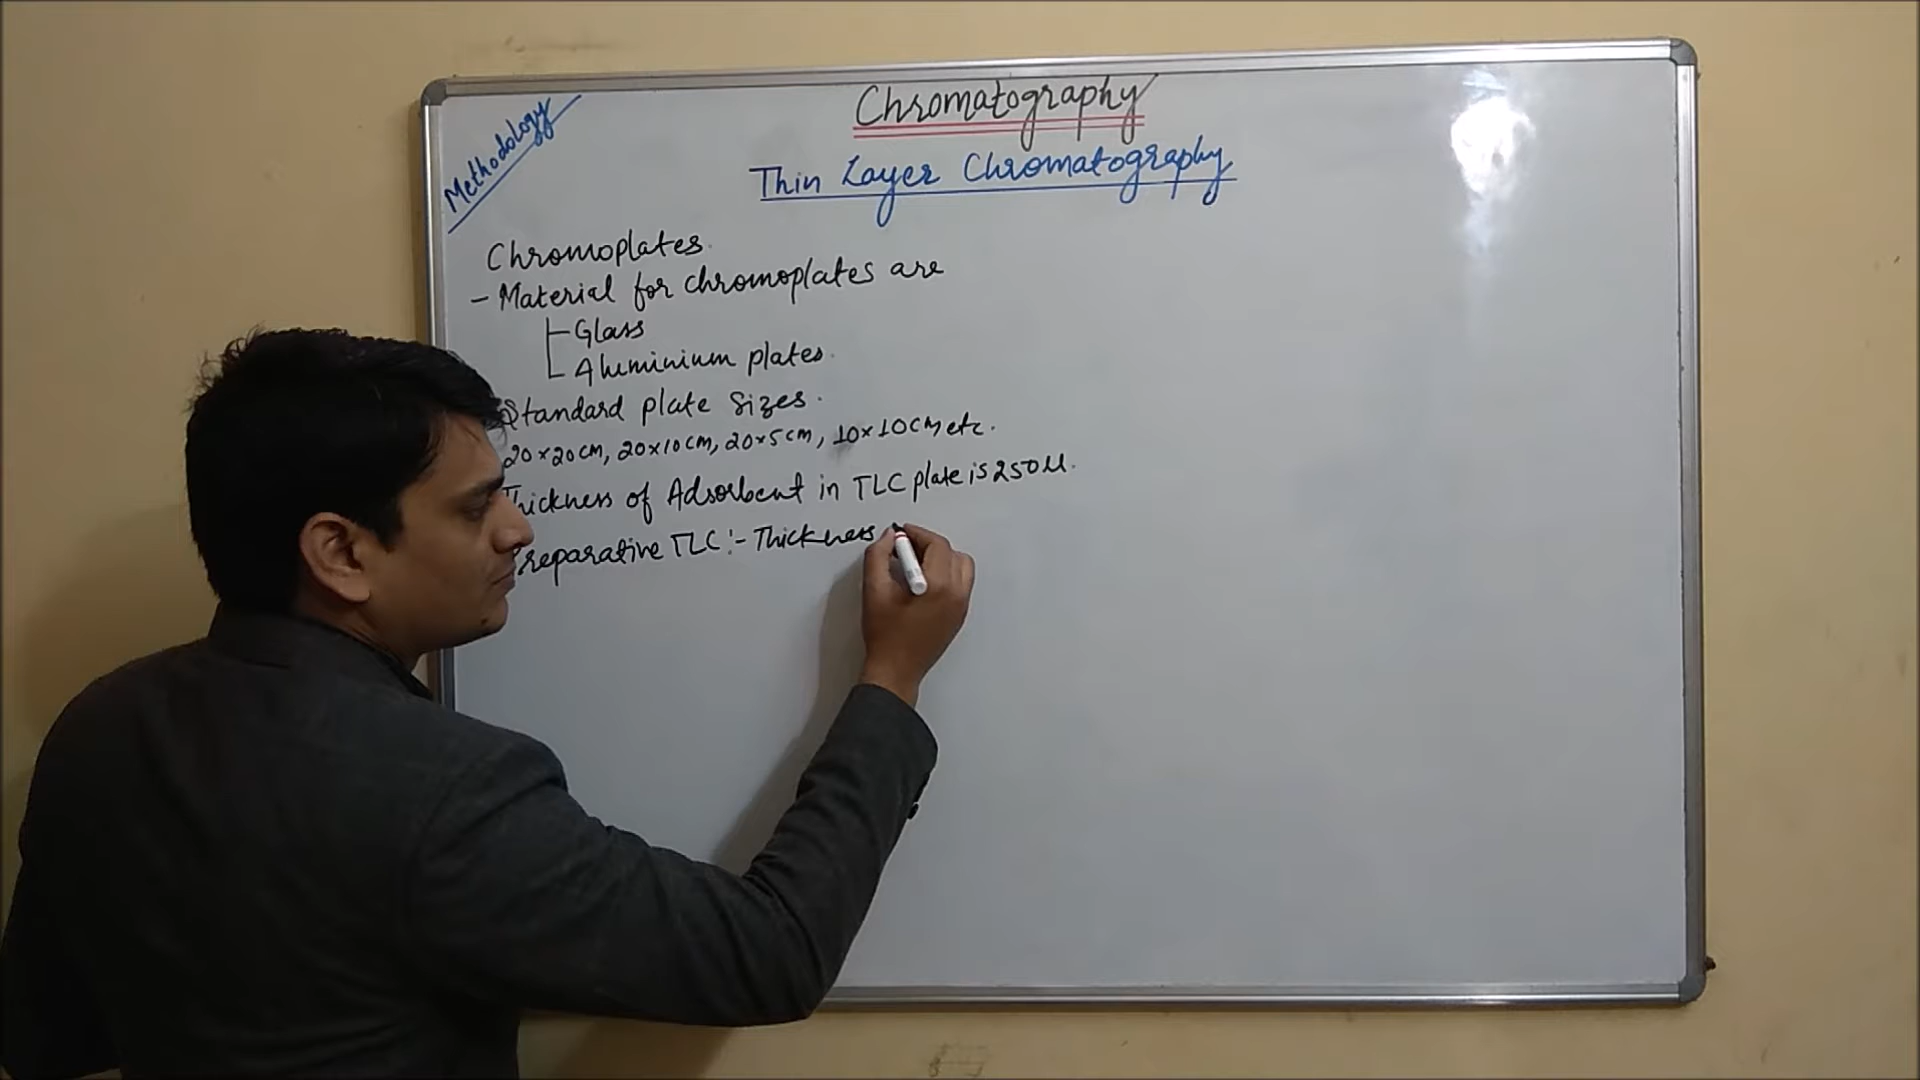 Methodology
Chromatography
Thin Layer Chromatography
Chromoplates.
- Material for chromoplates are
Glass
Aluminium plates.
Standard plate sizes.
20×20cm, 20×10cm, 20×5cm, 10×10cm etc.
Thickness of Adsorbent in TLC plate is 250 µ.
Preparative TLC:- Thickness